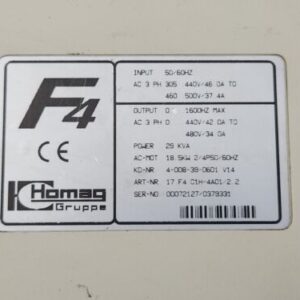 F4
CE
Homag
Gruppe
INPUT 50/60HZ
AC 3 PH 305 440V/46 0A TO
460 500V-37 4A
OUTPUT 0 1600HZ MAX
AC 3 PH 0 440V/42 0A TO
480V-34 0A
POWER 29 KVA
AC-MOT 18.5KW 2/4P50/60HZ
KD-NR 4-008-39-0601 V14
ART-NR 17 F4 C1H-4A01/2 2
SER-NO 00072127/0379331